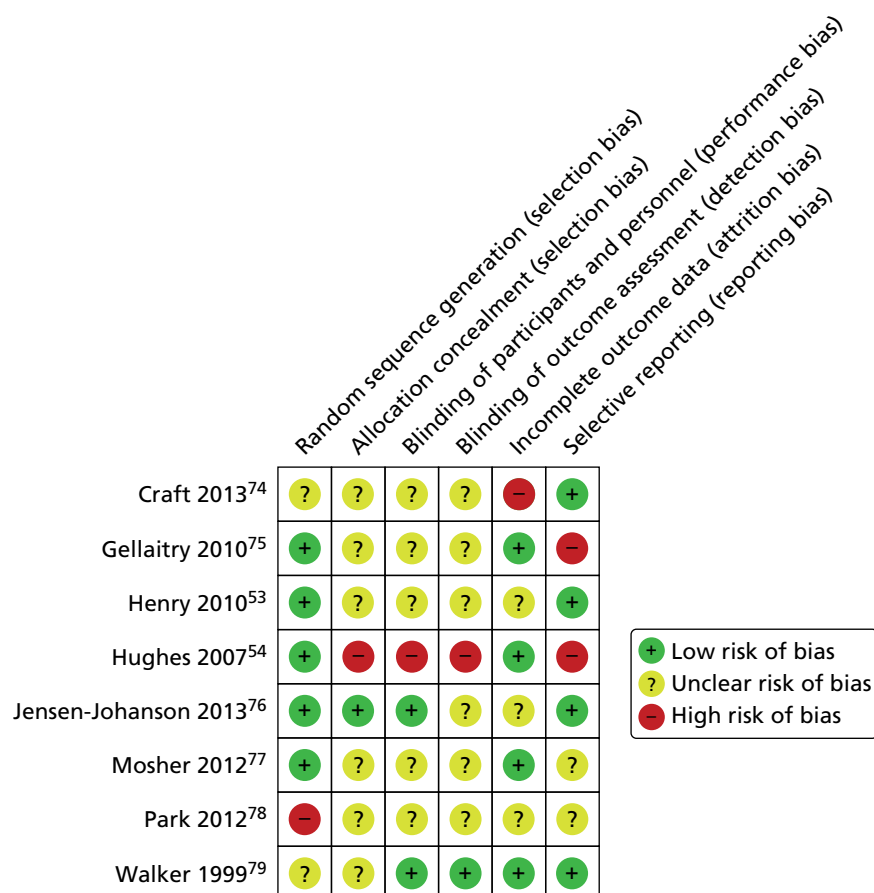 Random sequence generation (selection bias)
Allocation concealment (selection bias)
Blinding of participants and personnel (performance bias)
Blinding of outcome assessment (detection bias)
Incomplete outcome data (attrition bias)
Selective reporting (reporting bias)
Craft 2013⁷⁴ ? ? ? ? − +
Gellaitry 2010⁷⁵ + ? ? ? + −
Henry 2010⁵³ + ? ? ? ? +
Hughes 2007⁵⁴ + − − − + −
Jensen-Johanson 2013⁷⁶ + + + ? ? +
Mosher 2012⁷⁷ + ? ? ? + ?
Park 2012⁷⁸ − ? ? ? ? ?
Walker 1999⁷⁹ ? ? + + + +
+ Low risk of bias
? Unclear risk of bias
− High risk of bias